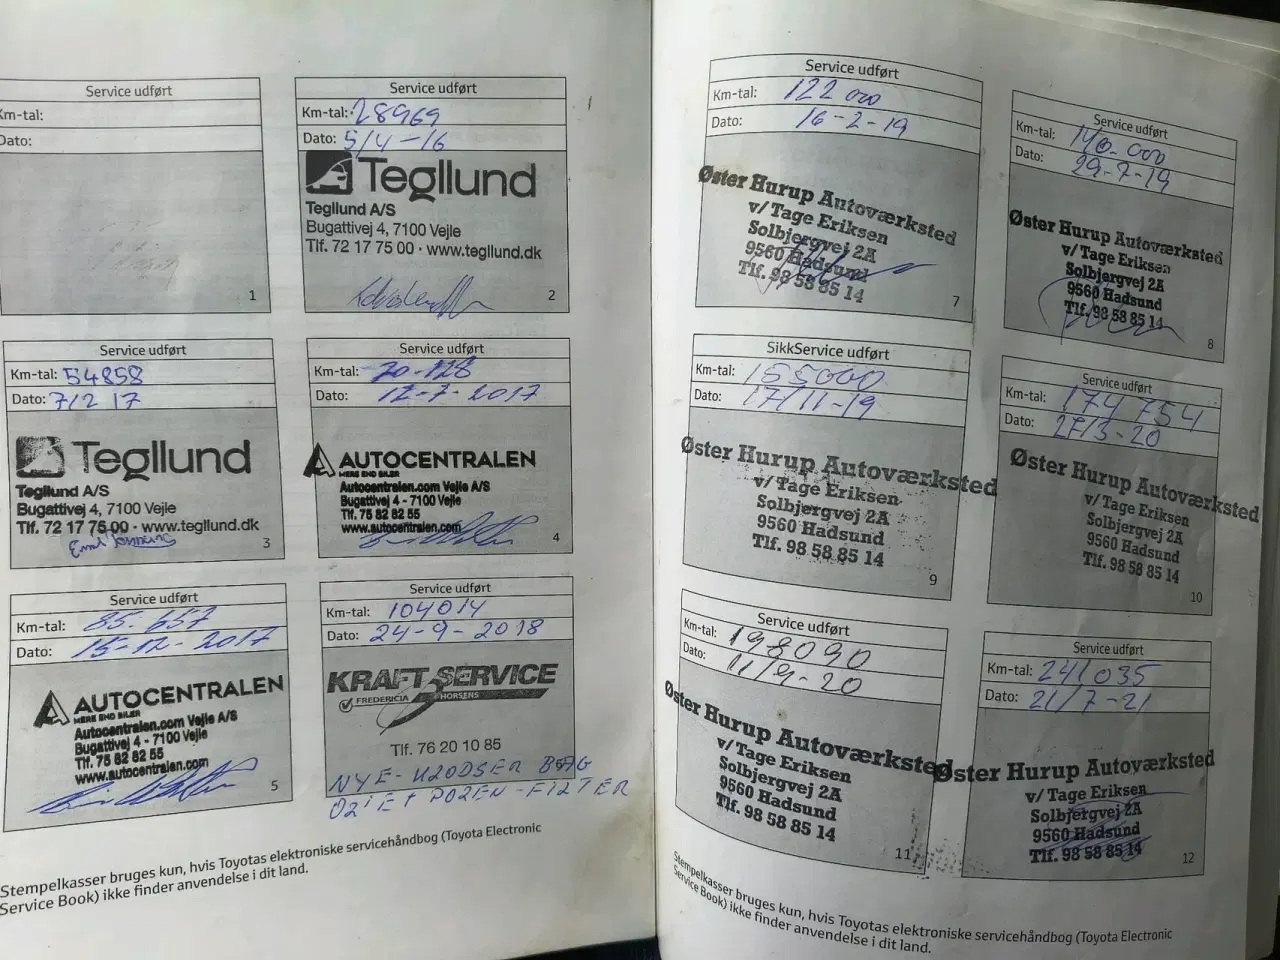 Service udført
Km-tal:
Dato:
1
Service udført
Km-tal: 28969
Dato: 5/4-16
Tegllund
Tegllund A/S
Bugattivej 4, 7100 Vejle
Tlf. 72 17 75 00 · www.tegllund.dk
2
Service udført
Km-tal: 54858
Dato: 7/2 17
Tegllund
Tegllund A/S
Bugattivej 4, 7100 Vejle
Tlf. 72 17 75 00 · www.tegllund.dk
3
Service udført
Km-tal: 70-128
Dato: 12-7-2017
AUTOCENTRALEN
MERE END BILER
Autocentralen.com Vejle A/S
Bugattivej 4 - 7100 Vejle
Tlf. 75 82 82 55
www.autocentralen.com
4
Service udført
Km-tal: 85-657
Dato: 15-12-2017
AUTOCENTRALEN
MERE END BILER
Autocentralen.com Vejle A/S
Bugattivej 4 - 7100 Vejle
Tlf. 75 82 82 55
www.autocentralen.com
5
Service udført
Km-tal: 104014
Dato: 24-9-2018
KRAFT SERVICE
FREDERICIA HORSENS
Tlf. 76 20 10 85
NYE
OLIE + POLEN-FILTER
Stempelkasser bruges kun, hvis Toyotas elektroniske servicehåndbog (Toyota Electronic
Service Book) ikke finder anvendelse i dit land.
Service udført
Km-tal: 122 000
Dato: 16-2-19
Øster Hurup Autoværksted
v/ Tage Eriksen
Solbjergvej 2A
9560 Hadsund
Tlf. 98 58 85 14
7
Service udført
Km-tal: 140.000
Dato: 29-7-19
Øster Hurup Autoværksted
v/ Tage Eriksen
Solbjergvej 2A
9560 Hadsund
Tlf. 98 58 85 14
8
SikkService udført
Km-tal: 155000
Dato: 17/11-19
Øster Hurup Autoværksted
v/ Tage Eriksen
Solbjergvej 2A
9560 Hadsund
Tlf. 98 58 85 14
9
Service udført
Km-tal: 174 754
Dato: 27/3-20
Øster Hurup Autoværksted
v/ Tage Eriksen
Solbjergvej 2A
9560 Hadsund
Tlf. 98 58 85 14
10
Service udført
Km-tal: 198090
Dato: 11/9-20
Øster Hurup Autoværksted
v/ Tage Eriksen
Solbjergvej 2A
9560 Hadsund
Tlf. 98 58 85 14
11
Service udført
Km-tal: 241035
Dato: 21/7-21
Øster Hurup Autoværksted
v/ Tage Eriksen
Solbjergvej 2A
9560 Hadsund
Tlf. 98 58 85 14
12
Stempelkasser bruges kun, hvis Toyotas elektroniske servicehåndbog (Toyota Electronic
Service Book) ikke finder anvendelse i dit land.